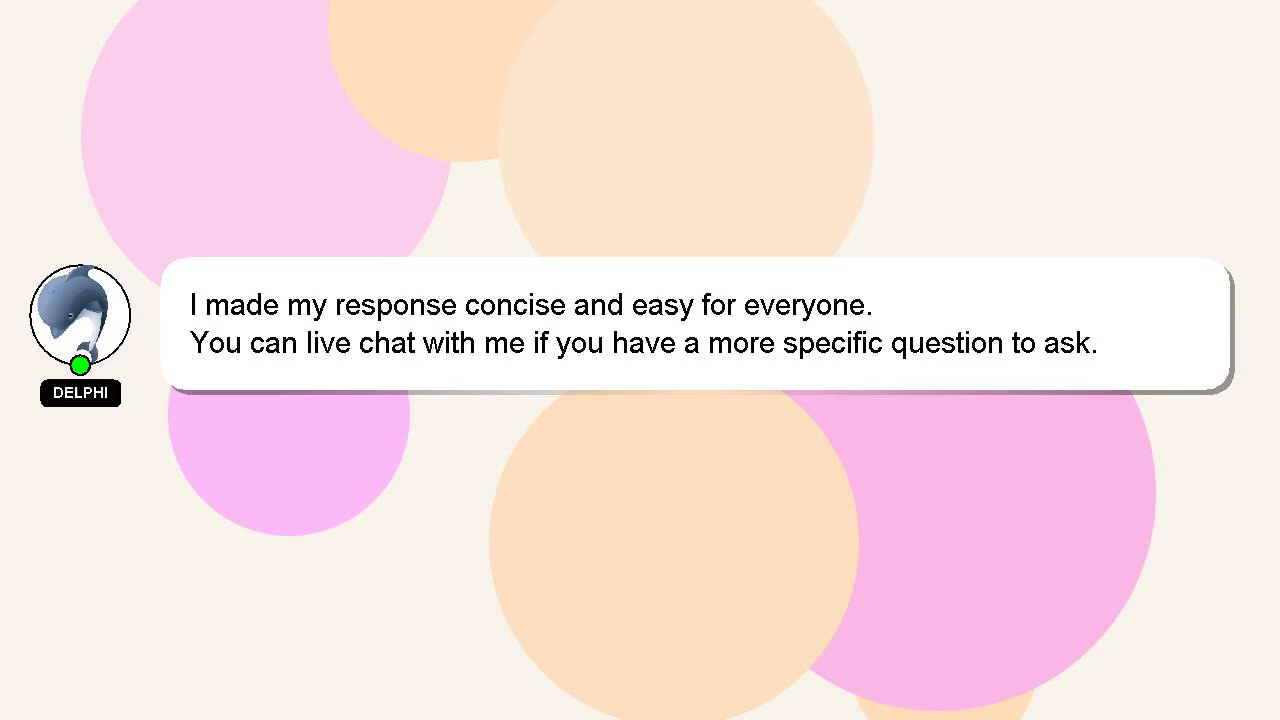 I made my response concise and easy for everyone.
You can live chat with me if you have a more specific question to ask.
DELPHI